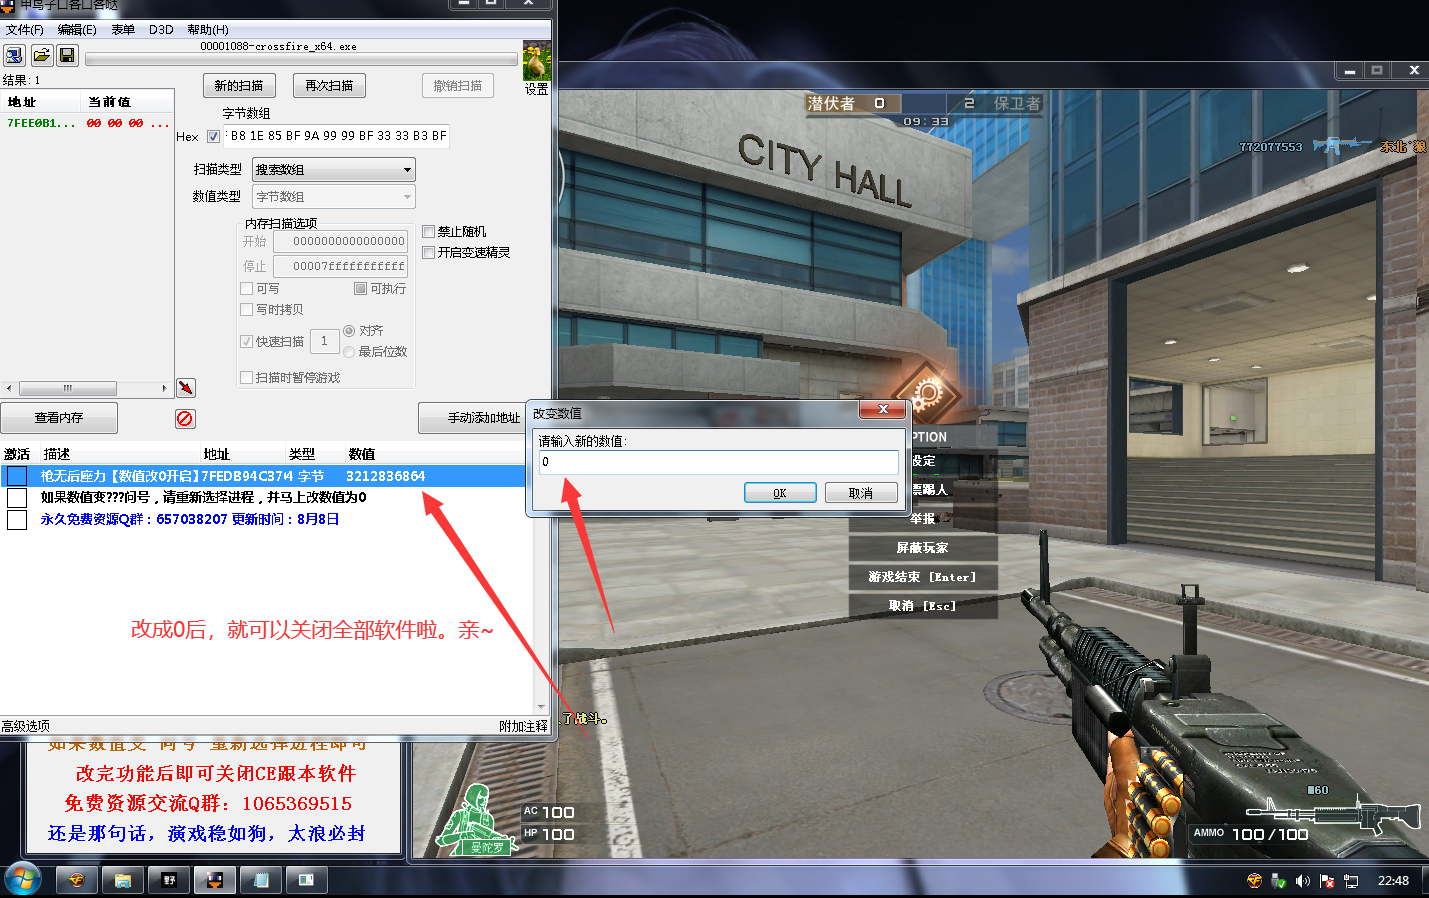 文件(F) 编辑(E) 表单 D3D 帮助(H)
00001088-crossfire_x64.exe
结果: 1
新的扫描 再次扫描 撤销扫描
设置
地址 当前值
7FEE0B1... 00 00 00 ...
字节数组
Hex B8 1E 85 BF 9A 99 99 BF 33 33 B3 BF
扫描类型 搜索数组
数值类型 字节数组
内存扫描选项
开始 0000000000000000
停止 00007fffffffffff
可写 可执行
写时拷贝
快速扫描 1 对齐
最后位数
扫描时暂停游戏
禁止随机
开启变速精灵
查看内存
手动添加地址
激活 描述 地址 类型 数值
枪无后座力【数值改0开启】 7FEDB94C3704 字节 3212836864
如果数值变???问号，请重新选择进程，并马上改数值为0
永久免费资源Q群：657038207 更新时间：8月8日
改成0后，就可以关闭全部软件啦。亲~
高级选项 附加注释
改变数值
请输入新的数值:
0
OK 取消
改完功能后即可关闭CE跟本软件
免费资源交流Q群：1065369515
还是那句话，演戏稳如狗，太浪必封
潜伏者 0 2 保卫者
09:33
772077553 东北*狼
CITY HALL
PTION
设定
票踢人
举报
屏蔽玩家
游戏结束 [Enter]
取消 [Esc]
了战斗。
曼陀罗
AC 100
HP 100
60
AMMO 100/100
野
22:48